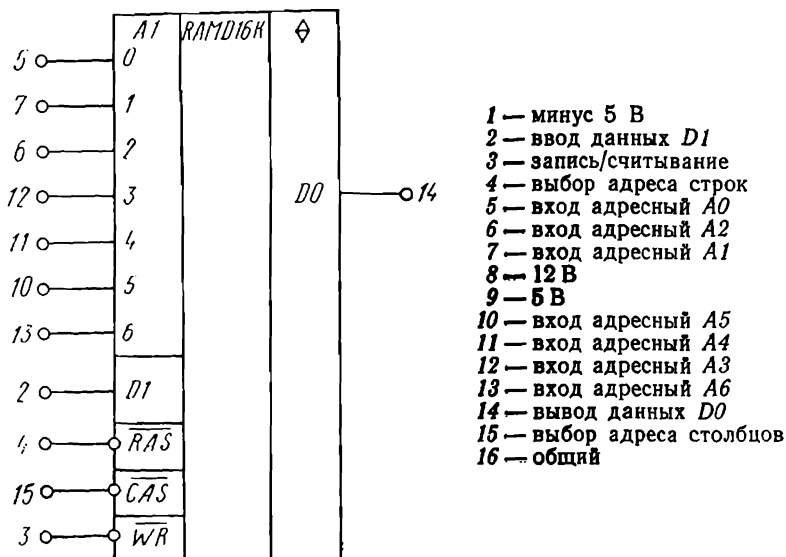 A1 RAMD16K ◇
5 0
7 1
6 2
12 3 D0 14
11 4
10 5
13 6
2 D1
4 RAS
15 CAS
3 WR
1 — минус 5 В
2 — ввод данных D1
3 — запись/считывание
4 — выбор адреса строк
5 — вход адресный A0
6 — вход адресный A2
7 — вход адресный A1
8 — 12 В
9 — 5 В
10 — вход адресный A5
11 — вход адресный A4
12 — вход адресный A3
13 — вход адресный A6
14 — вывод данных D0
15 — выбор адреса столбцов
16 — общий